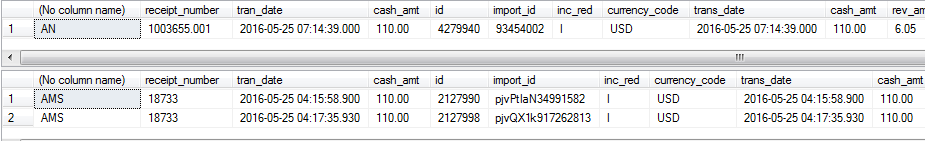 (No column name) receipt_number tran_date cash_amt id import_id inc_red currency_code trans_date cash_amt rev_am
1 AN 1003655.001 2016-05-25 07:14:39.000 110.00 4279940 93454002 I USD 2016-05-25 07:14:39.000 110.00 6.05
(No column name) receipt_number tran_date cash_amt id import_id inc_red currency_code trans_date cash_amt
1 AMS 18733 2016-05-25 04:15:58.900 110.00 2127990 pjvPtIaN34991582 I USD 2016-05-25 04:15:58.900 110.00
2 AMS 18733 2016-05-25 04:17:35.930 110.00 2127998 pjvQX1k917262813 I USD 2016-05-25 04:17:35.930 110.00